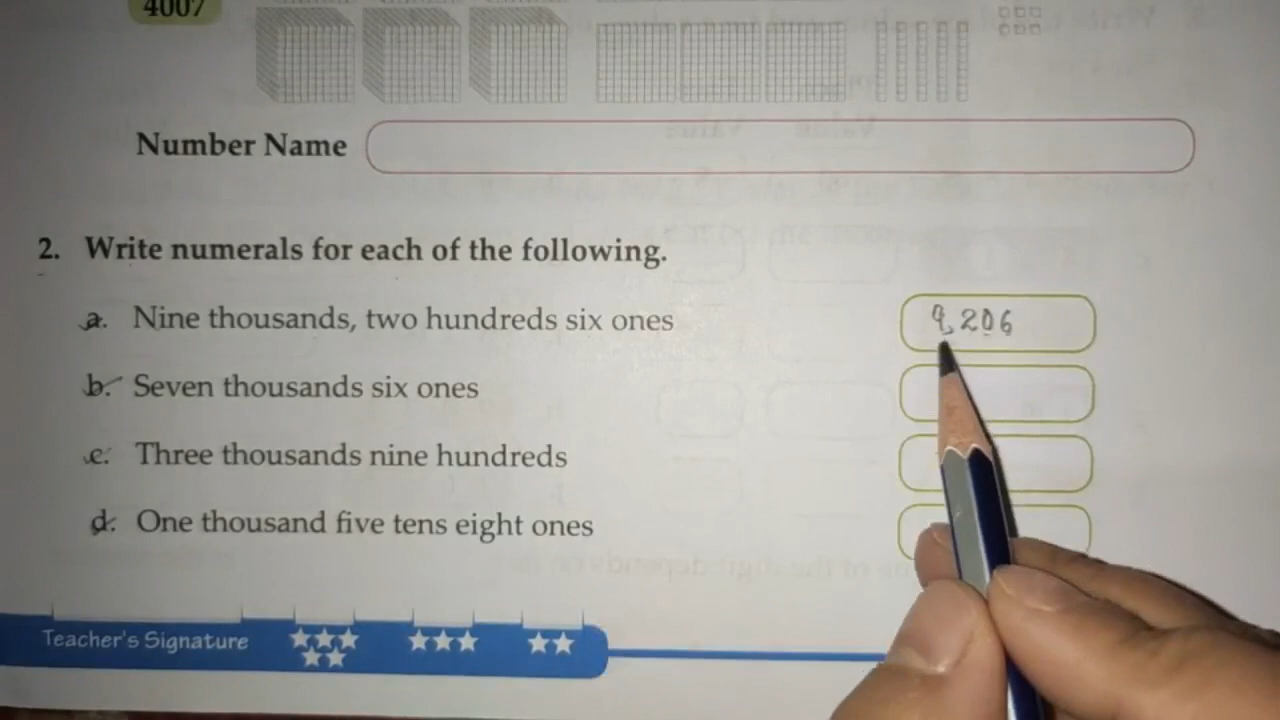 4007
Number Name
2. Write numerals for each of the following.
a. Nine thousands, two hundreds six ones 9,206
b. Seven thousands six ones
c. Three thousands nine hundreds
d. One thousand five tens eight ones
Teacher's Signature